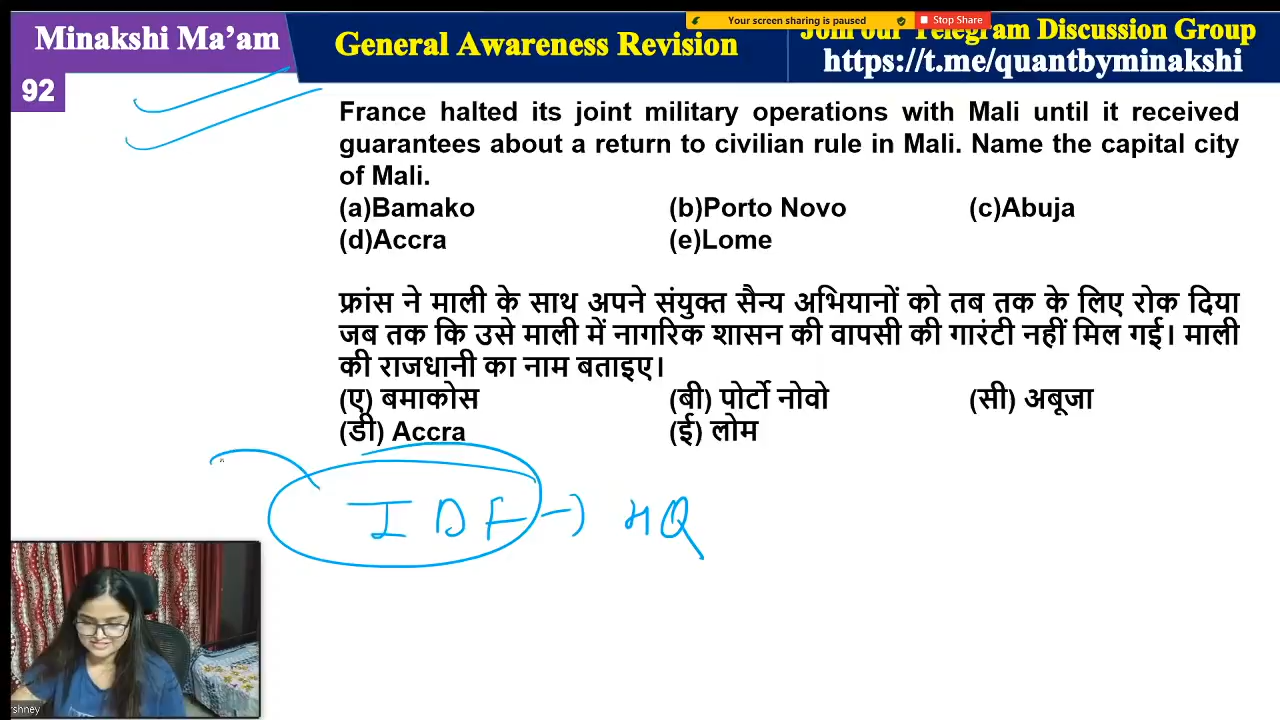 Your screen sharing is paused
Stop Share
Minakshi Ma'am
General Awareness Revision
Join our Telegram Discussion Group
https://t.me/quantbyminakshi
92
France halted its joint military operations with Mali until it received
guarantees about a return to civilian rule in Mali. Name the capital city
of Mali.
(a)Bamako (b)Porto Novo (c)Abuja
(d)Accra (e)Lome
फ्रांस ने माली के साथ अपने संयुक्त सैन्य अभियानों को तब तक के लिए रोक दिया
जब तक कि उसे माली में नागरिक शासन की वापसी की गारंटी नहीं मिल गई। माली
की राजधानी का नाम बताइए।
(ए) बमाकोस (बी) पोर्टो नोवो (सी) अबूजा
(डी) Accra (ई) लोम
IDF → HQ
rshney